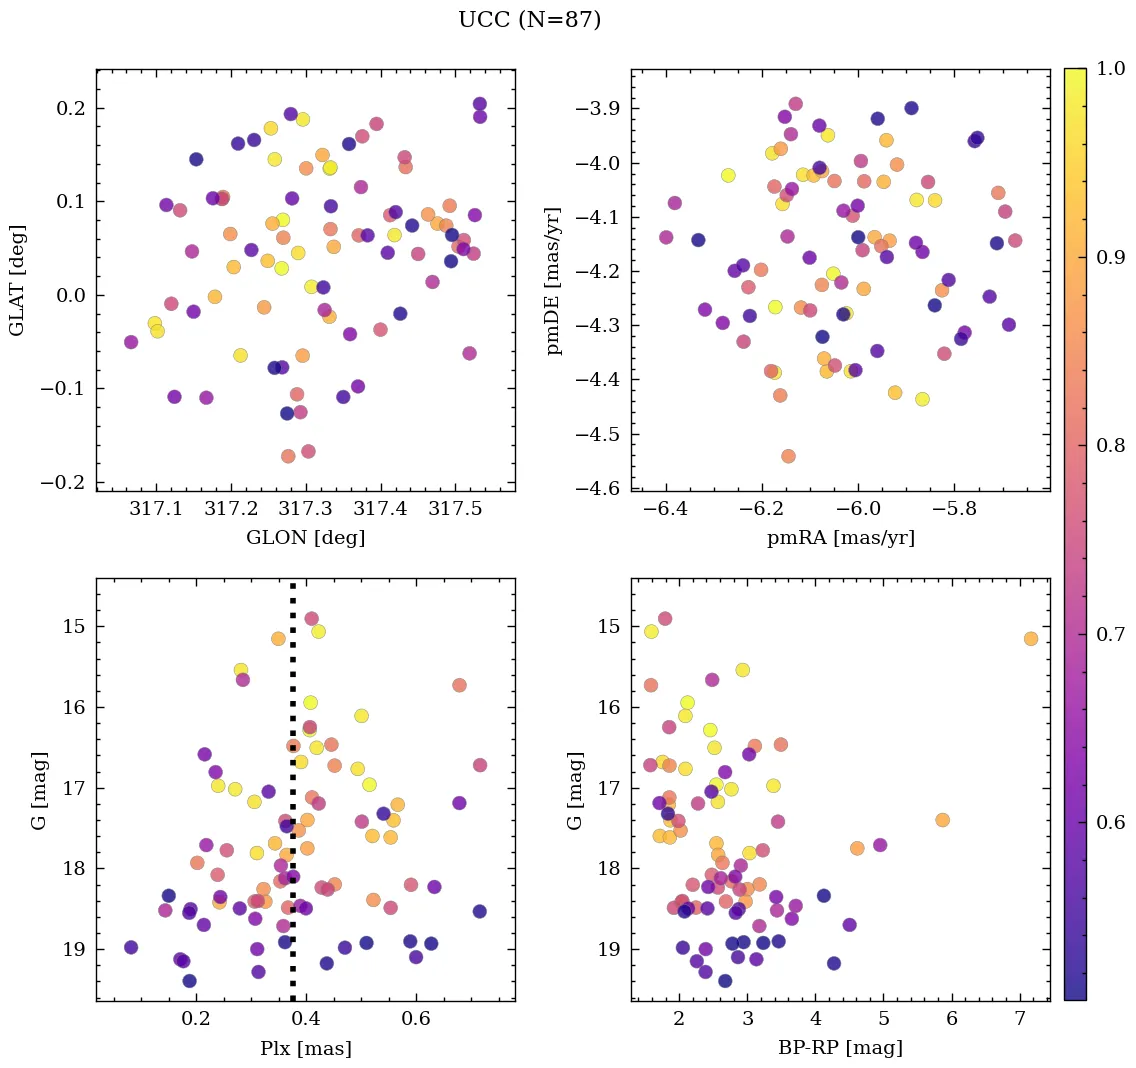 UCC (N=87)
0.2
0.1
0.0
−0.1
−0.2
GLAT [deg]
317.1 317.2 317.3 317.4 317.5
GLON [deg]
−3.9
−4.0
−4.1
−4.2
−4.3
−4.4
−4.5
−4.6
pmDE [mas/yr]
−6.4 −6.2 −6.0 −5.8
pmRA [mas/yr]
15
16
17
18
19
G [mag]
0.2 0.4 0.6
Plx [mas]
15
16
17
18
19
G [mag]
2 3 4 5 6 7
BP-RP [mag]
1.0
0.9
0.8
0.7
0.6